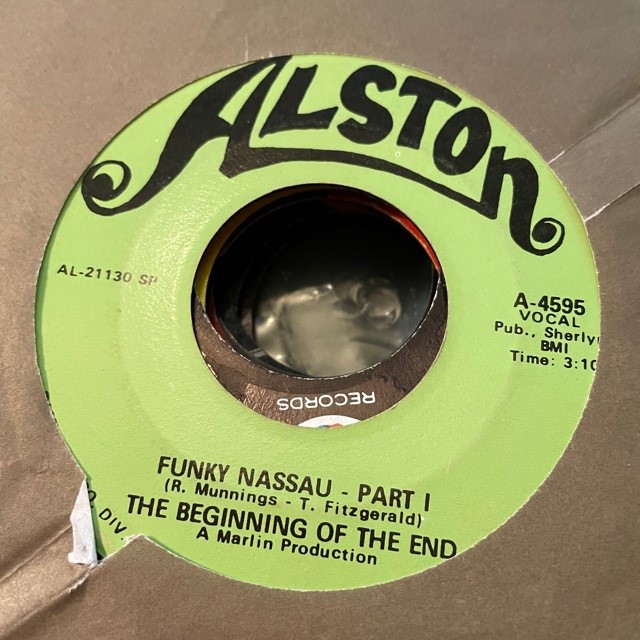 ALSTON
AL-21130 SP
A-4595
VOCAL
Pub., Sherlyn
BMI
Time: 3:10
RECORDS
FUNKY NASSAU - PART I
(R. Munnings - T. Fitzgerald)
THE BEGINNING OF THE END
A Marlin Production
DIV.